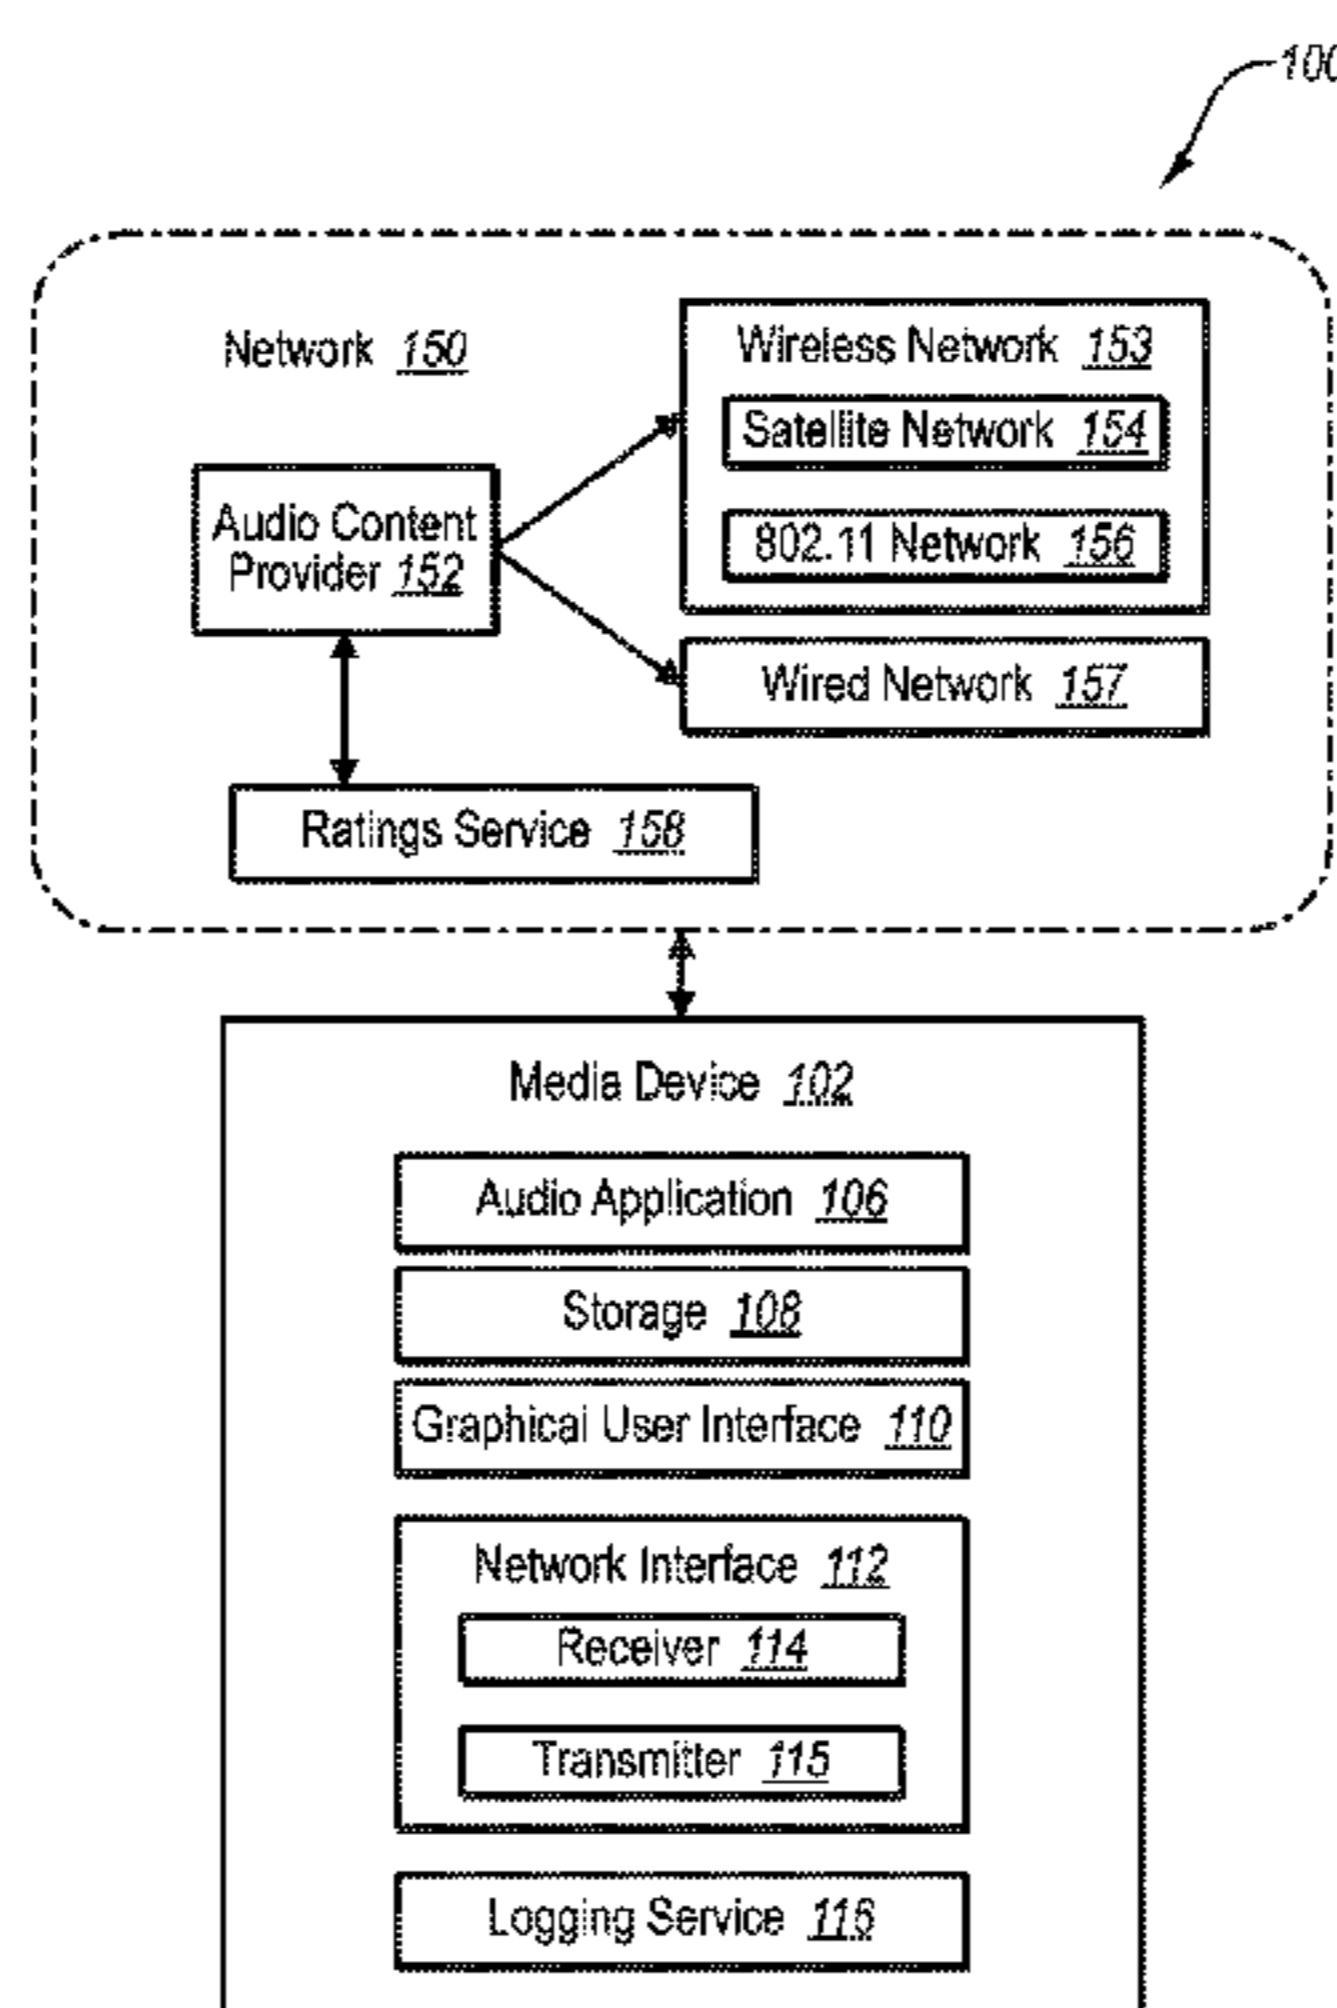 100
Network 150
Wireless Network 153
Satellite Network 154
802.11 Network 156
Audio Content
Provider 152
Wired Network 157
Ratings Service 158
Media Device 102
Audio Application 106
Storage 108
Graphical User Interface 110
Network Interface 112
Receiver 114
Transmitter 115
Logging Service 116